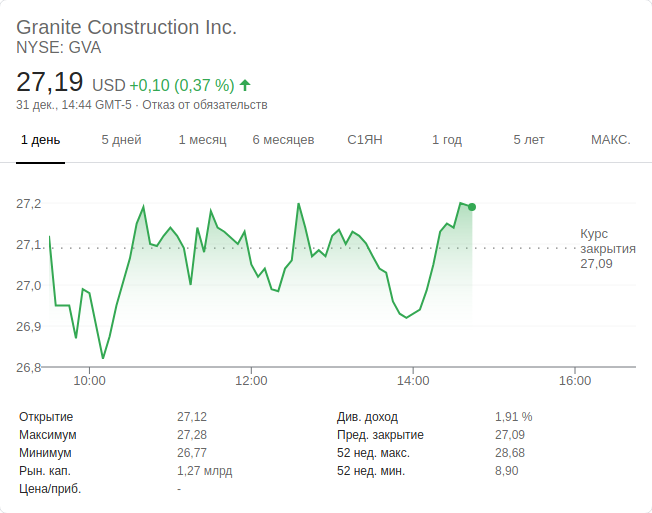 Granite Construction Inc.
NYSE: GVA
27,19 USD +0,10 (0,37 %)
31 дек., 14:44 GMT-5 · Отказ от обязательств
1 день 5 дней 1 месяц 6 месяцев С1ЯН 1 год 5 лет МАКС.
27,2
27,1
27,0
26,9
26,8
Курс
закрытия
27,09
10:00 12:00 14:00 16:00
Открытие 27,12 Див. доход 1,91 %
Максимум 27,28 Пред. закрытие 27,09
Минимум 26,77 52 нед. макс. 28,68
Рын. кап. 1,27 млрд 52 нед. мин. 8,90
Цена/приб. -